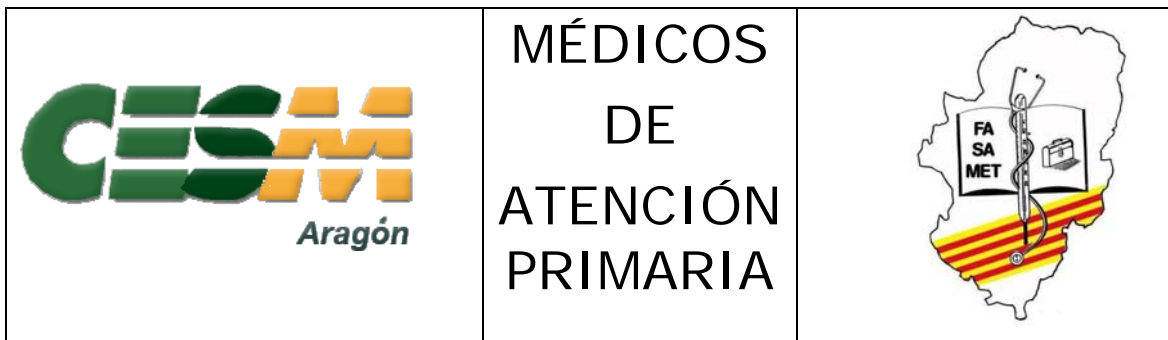 CESM
Aragón
MÉDICOS
DE
ATENCIÓN
PRIMARIA
FA
SA
MET